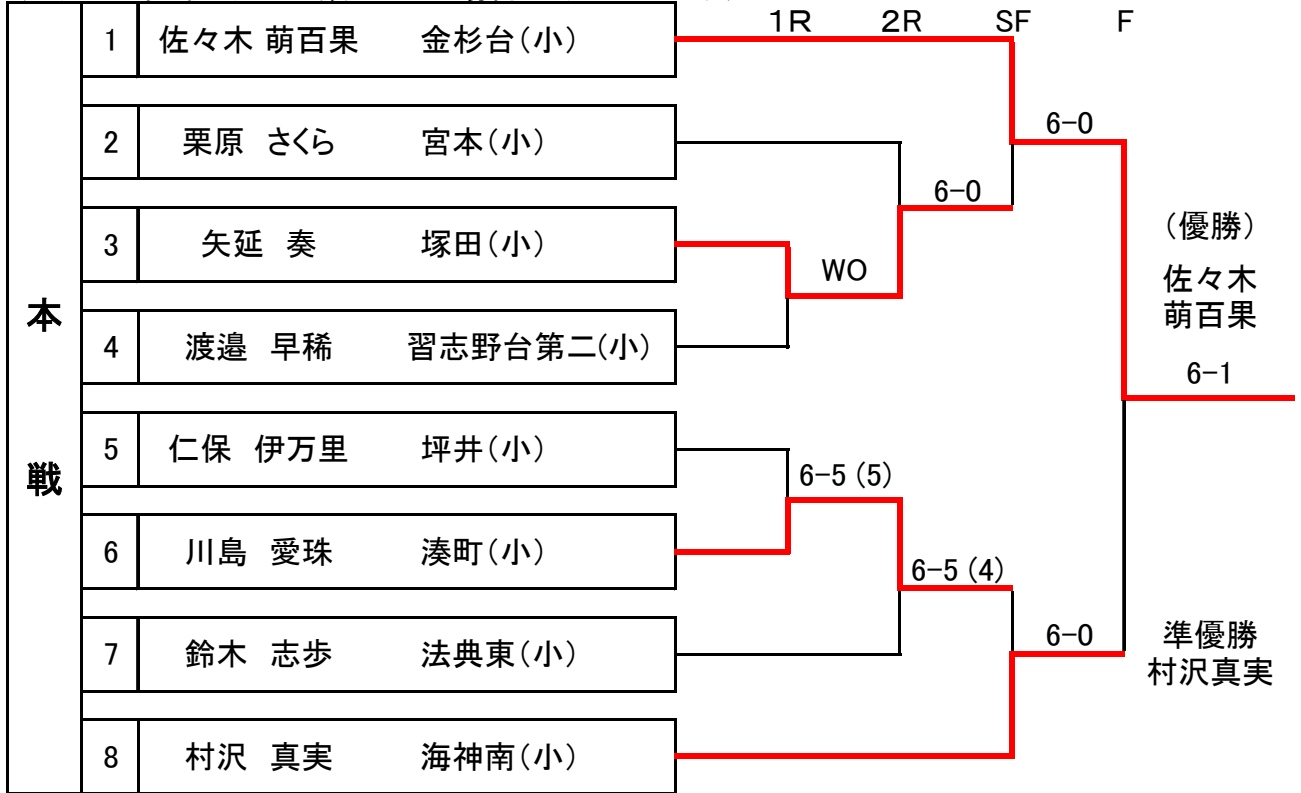 1R 2R SF F
1 佐々木 萌百果 金杉台(小)
6-0
2 栗原 さくら 宮本(小)
6-0
3 矢延 奏 塚田(小)
WO
(優勝)
佐々木
萌百果
6-1
4 渡邉 早稀 習志野台第二(小)
本
戦
5 仁保 伊万里 坪井(小)
6-5(5)
6 川島 愛珠 湊町(小)
6-5(4)
7 鈴木 志歩 法典東(小)
6-0
準優勝
村沢真実
8 村沢 真実 海神南(小)